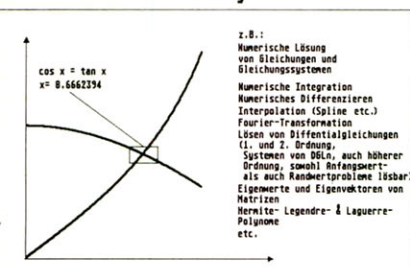 cos x = tan x
x= 0.6662394
z.B.:
Numerische Lösung
von Gleichungen und
Gleichungssystemen
Numerische Integration
Numerisches Differenzieren
Interpolation (Spline etc.)
Fourier-Transformation
Lösen von Diffentialgleichungen
(1. und 2. Ordnung,
Systemen von DGLn, auch höherer
Ordnung, sowohl Anfangswert-
als auch Randwertprobleme lösbar)
Eigenwerte und Eigenvektoren von
Matrizen
Hermite- Legendre- & Laguerre-
Polynome
etc.